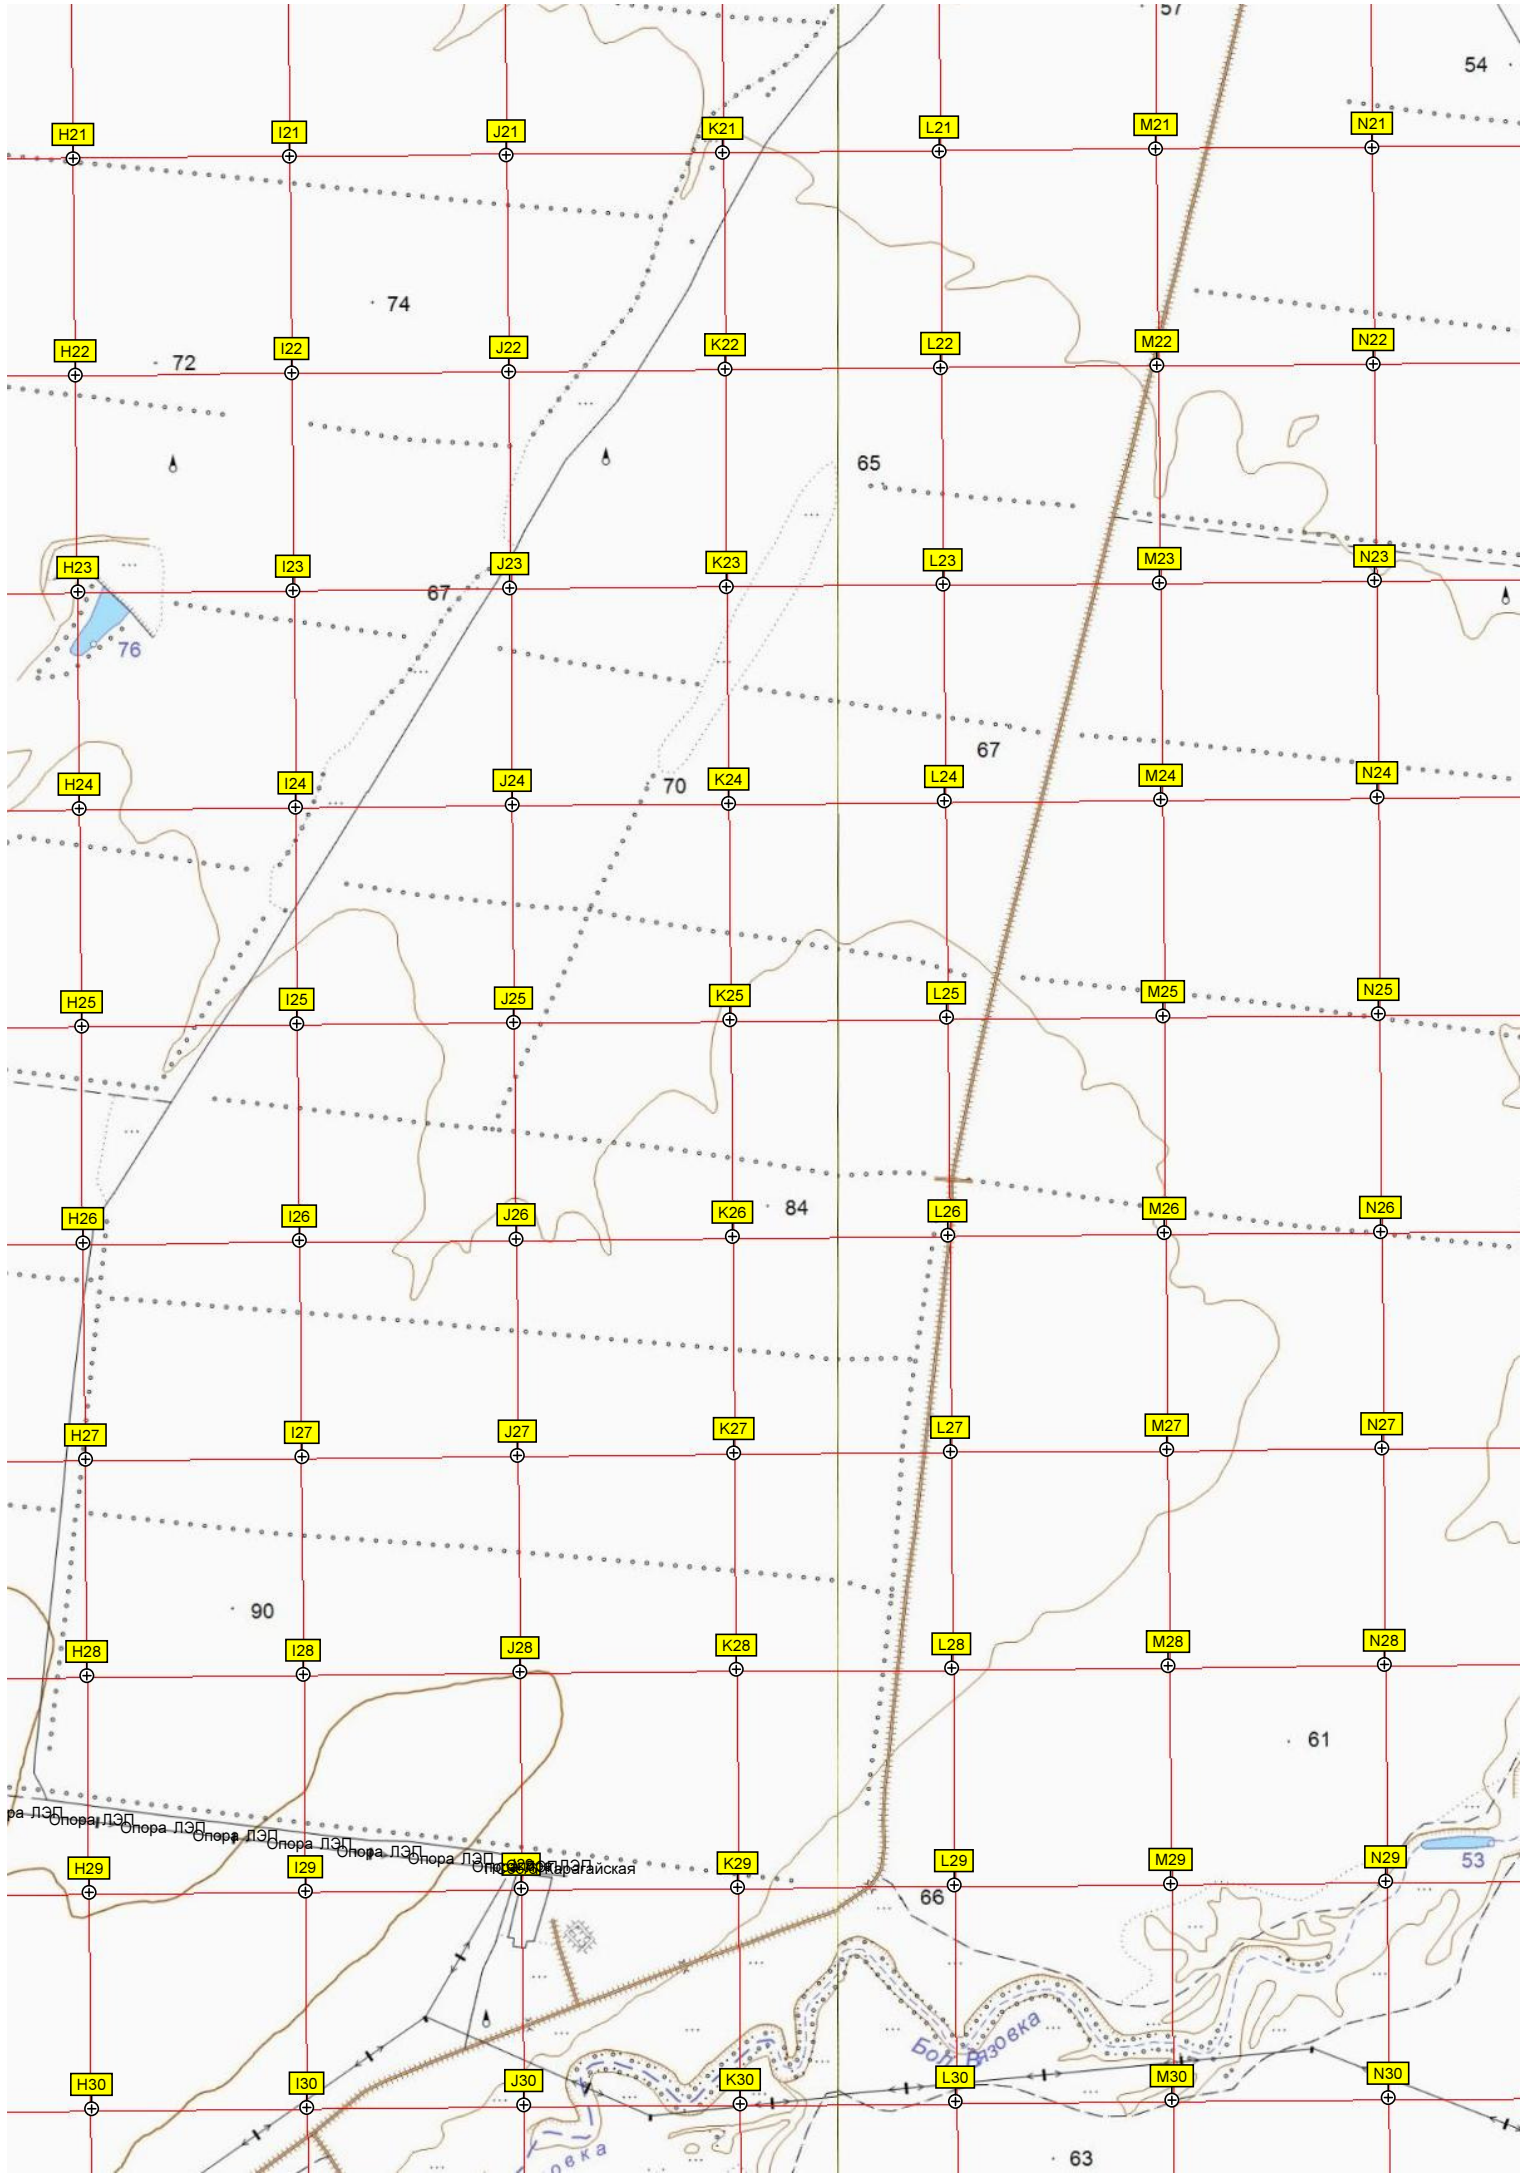 57
54
H21 I21 J21 K21 L21 M21 N21
74
H22 I22 J22 K22 L22 M22 N22
72
65
H23 I23 J23 K23 L23 M23 N23
67
76
67
H24 I24 J24 K24 L24 M24 N24
70
H25 I25 J25 K25 L25 M25 N25
H26 I26 J26 K26 L26 M26 N26
84
H27 I27 J27 K27 L27 M27 N27
90
H28 I28 J28 K28 L28 M28 N28
61
ра ЛЭП
Опора ЛЭП
Опора ЛЭП
Опора ЛЭП
Опора ЛЭП
Опора ЛЭП
Опора ЛЭП
Карагайская
53
H29 I29 K29 L29 M29 N29
66
Бол. Вязовка
H30 I30 J30 K30 L30 M30 N30
овка
63